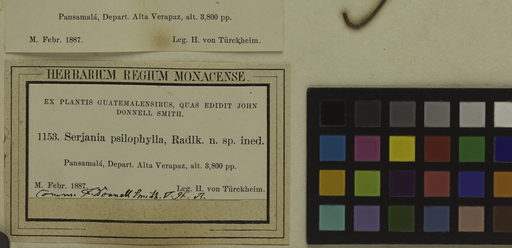 Pansamalá, Depart. Alta Verapaz, alt. 3,800 pp.
M. Febr. 1887. Leg. H. von Türckheim.
HERBARIUM REGIUM MONACENSE.
EX PLANTIS GUATEMALENSIBUS, QUAS EDIDIT JOHN
DONNELL SMITH.
1153. Serjania psilophylla, Radlk. n. sp. ined.
Pansamalá, Depart. Alta Verapaz, alt. 3,800 pp.
M. Febr. 1887. Leg. H. von Türckheim.
Donnell Smith